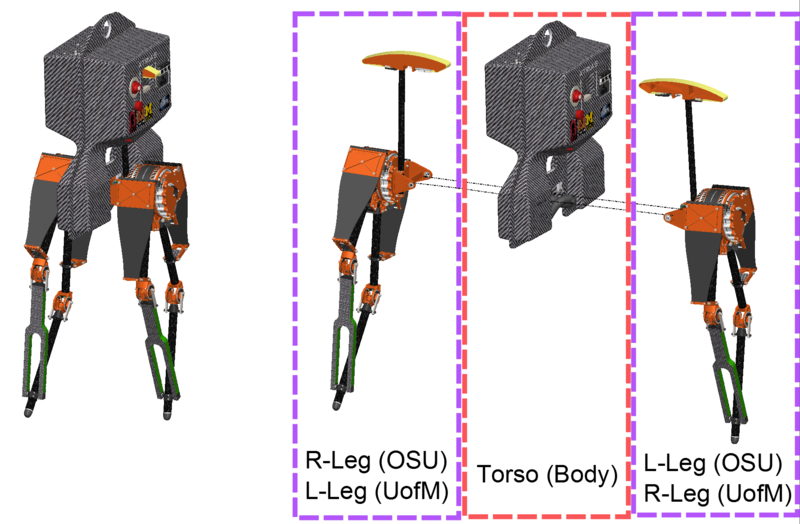 R-Leg (OSU)
L-Leg (UofM)
Torso (Body)
L-Leg (OSU)
R-Leg (UofM)